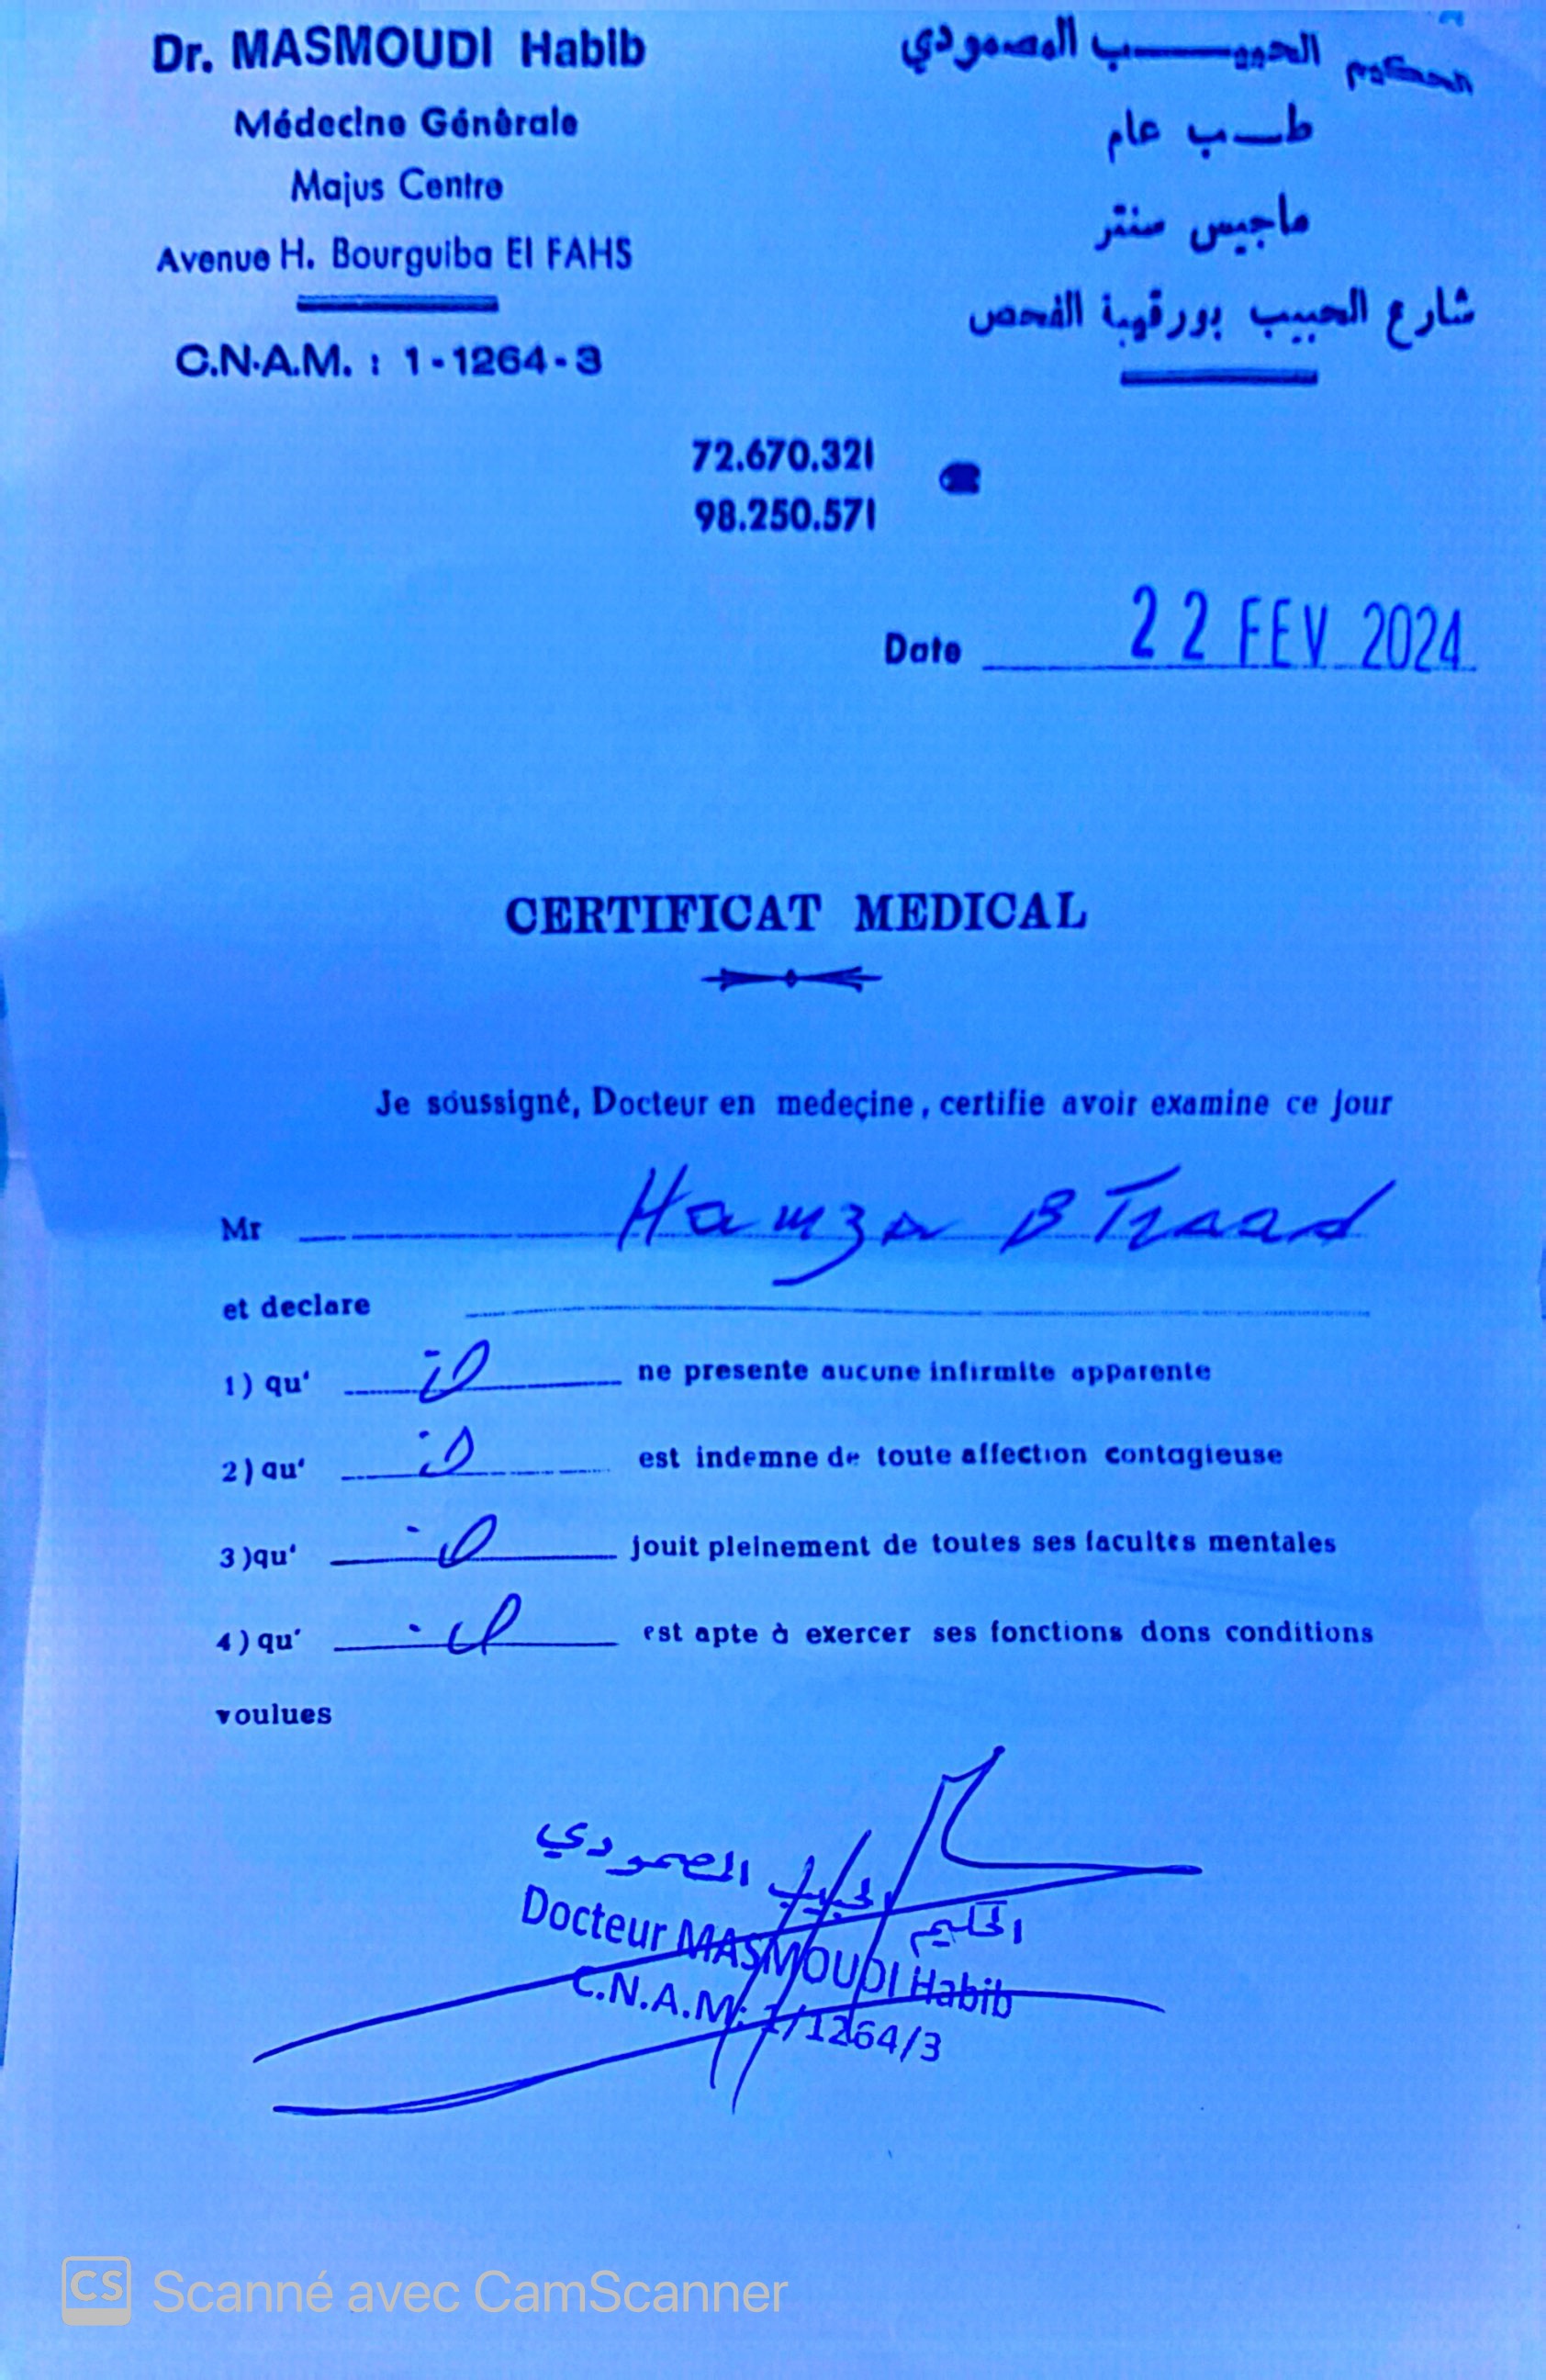 Dr. MASMOUDI Habib
Médecine Générale
Majus Centre
Avenue H. Bourguiba El FAHS
C.N.A.M. : 1-1264-3
الحكيم الحبيب المصمودي
طب عام
ماجيس سنتر
شارع الحبيب بورقيبة الفحص
72.670.321
98.250.571
Date 22 FEV 2024
CERTIFICAT MEDICAL
Je soussigné, Docteur en medeçine, certifie avoir examine ce jour
Mr Hamza B Traad
et declare
1) qu' il ne presente aucune infirmite apparente
2) qu' il est indemne de toute affection contagieuse
3) qu' il jouit pleinement de toutes ses facultes mentales
4) qu' il est apte à exercer ses fonctions dons conditions
voulues
الحكيم الحبيب المصمودي
Docteur MASMOUDI Habib
C.N.A.M: 1/1264/3
CS Scanné avec CamScanner